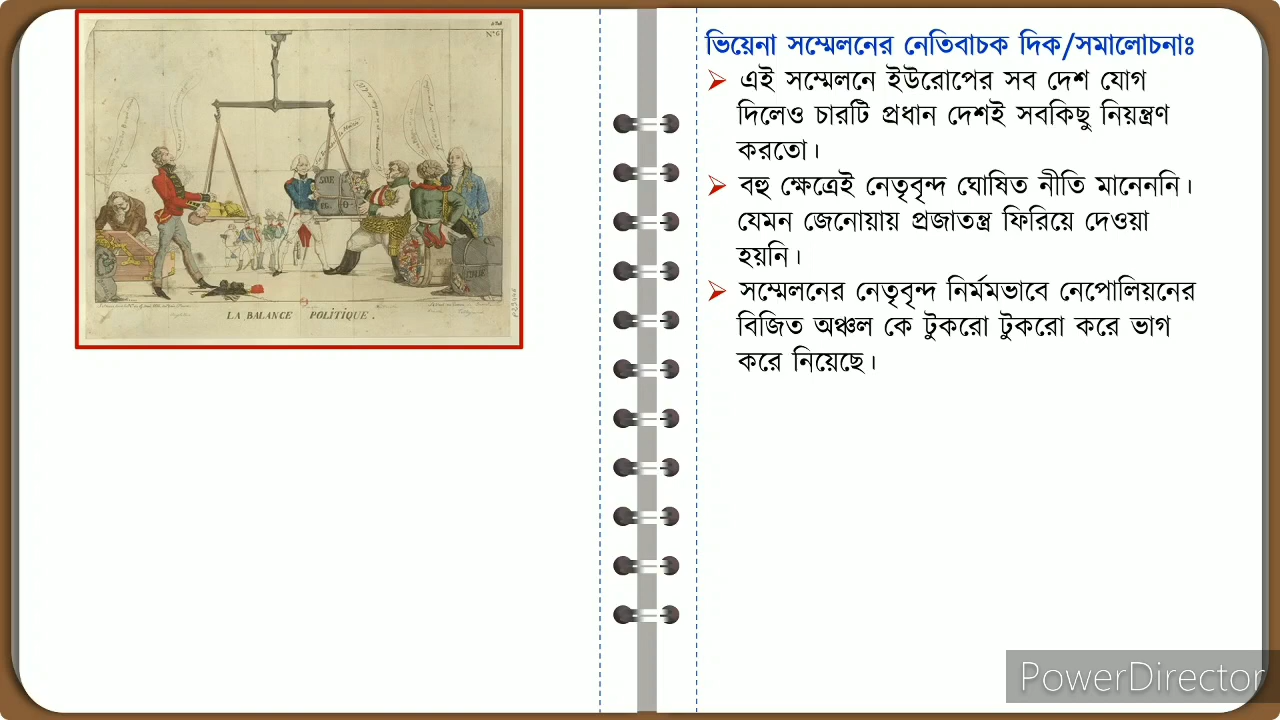 N°6
LA BALANCE POLITIQUE.
ভিয়েনা সম্মেলনের নেতিবাচক দিক/সমালোচনাঃ
➢ এই সম্মেলনে ইউরোপের সব দেশ যোগ
দিলেও চারটি প্রধান দেশই সবকিছু নিয়ন্ত্রণ
করতো।
➢ বহু ক্ষেত্রেই নেতৃবৃন্দ ঘোষিত নীতি মানেননি।
যেমন জেনোয়ায় প্রজাতন্ত্র ফিরিয়ে দেওয়া
হয়নি।
➢ সম্মেলনের নেতৃবৃন্দ নির্মমভাবে নেপোলিয়নের
বিজিত অঞ্চল কে টুকরো টুকরো করে ভাগ
করে নিয়েছে।
PowerDirector